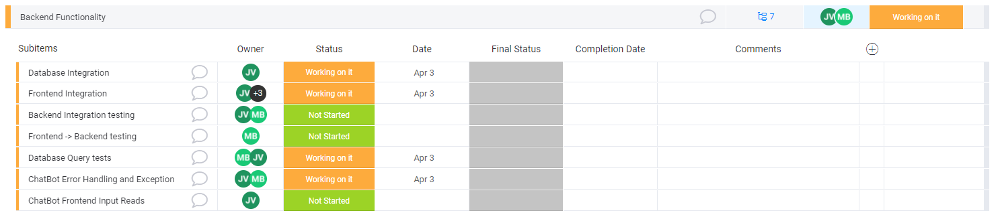 Backend Functionality 7 JV MB Working on it
Subitems Owner Status Date Final Status Completion Date Comments
Database Integration JV Working on it Apr 3
Frontend Integration JV +3 Working on it Apr 3
Backend Integration testing JV MB Not Started
Frontend -> Backend testing MB Not Started
Database Query tests MB JV Working on it Apr 3
ChatBot Error Handling and Exception JV MB Working on it Apr 3
ChatBot Frontend Input Reads JV Not Started